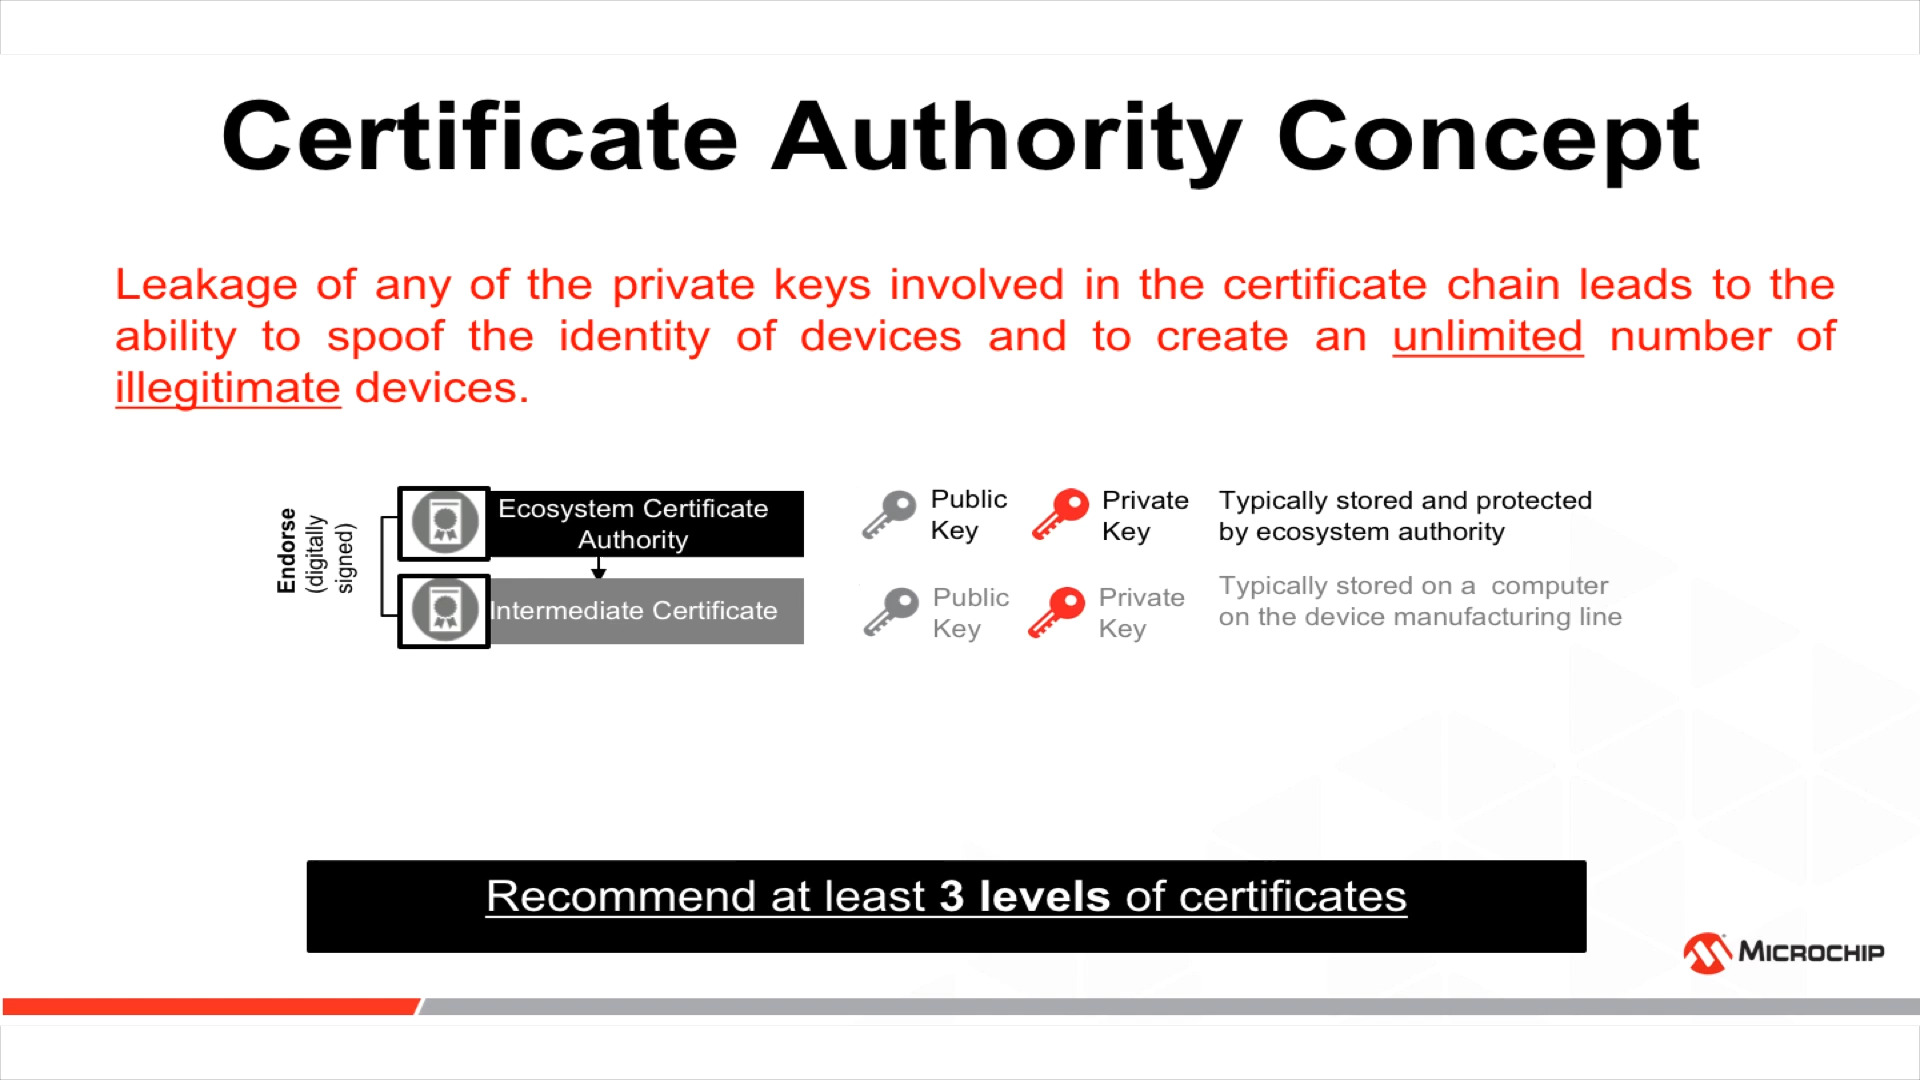 Certificate Authority Concept
Leakage of any of the private keys involved in the certificate chain leads to the
ability to spoof the identity of devices and to create an unlimited number of
illegitimate devices.
Endorse
(digitally
signed)
Ecosystem Certificate
Authority
Public
Key
Private
Key
Typically stored and protected
by ecosystem authority
Intermediate Certificate
Public
Key
Private
Key
Typically stored on a computer
on the device manufacturing line
Recommend at least 3 levels of certificates
MICROCHIP